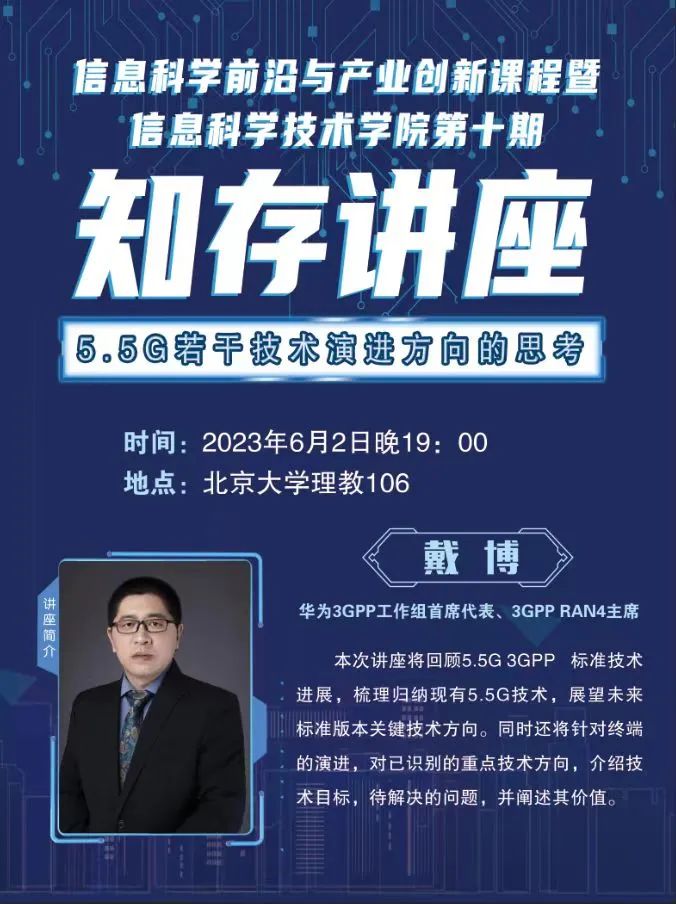 信息科学前沿与产业创新课程暨
信息科学技术学院第十期
知存讲座
5.5G若干技术演进方向的思考
时间：2023年6月2日晚19：00
地点：北京大学理教106
讲座简介
戴 博
华为3GPP工作组首席代表、3GPP RAN4主席
本次讲座将回顾5.5G 3GPP 标准技术
进展，梳理归纳现有5.5G技术，展望未来
标准版本关键技术方向。同时还将针对终端
的演进，对已识别的重点技术方向，介绍技
术目标，待解决的问题，并阐述其价值。